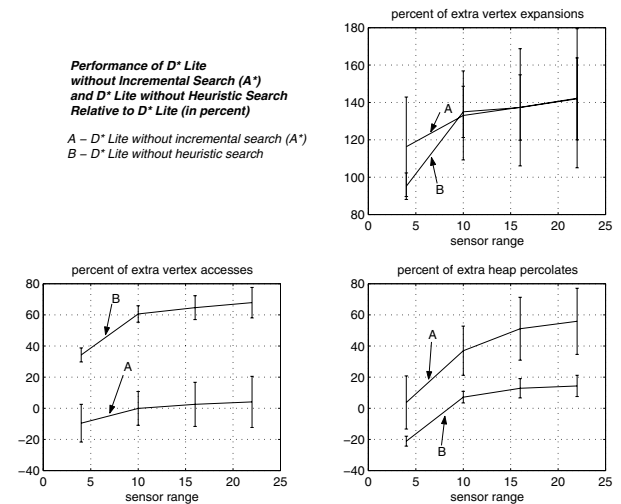 percent of extra vertex expansions
Performance of D* Lite
without Incremental Search (A*)
and D* Lite without Heuristic Search
Relative to D* Lite (in percent)
A − D* Lite without incremental search (A*)
B − D* Lite without heuristic search
180
160
140
120
100
80
A
B
0 5 10 15 20 25
sensor range
percent of extra vertex accesses
80
60
40
20
0
−20
−40
B
A
0 5 10 15 20 25
sensor range
percent of extra heap percolates
80
60
40
20
0
−20
−40
A
B
0 5 10 15 20 25
sensor range